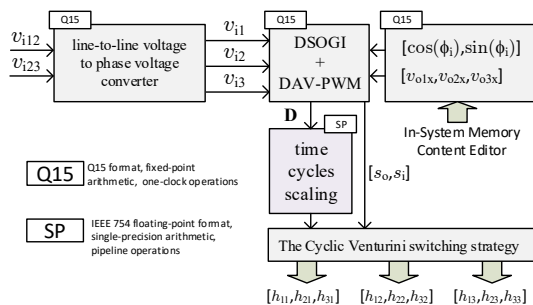 Q15
Q15
Q15
v_i12
v_i23
line-to-line voltage
to phase voltage
converter
v_i1
v_i2
v_i3
DSOGI
+
DAV-PWM
[cos(ϕ_i),sin(ϕ_i)]
[v_o1x,v_o2x,v_o3x]
D
SP
In-System Memory
Content Editor
time
cycles
scaling
[s_o,s_i]
Q15
Q15 format, fixed-point
arithmetic, one-clock operations
SP
IEEE 754 floating-point format,
single-precision arithmetic,
pipeline operations
The Cyclic Venturini switching strategy
[h_11,h_21,h_31]
[h_12,h_22,h_32]
[h_13,h_23,h_33]